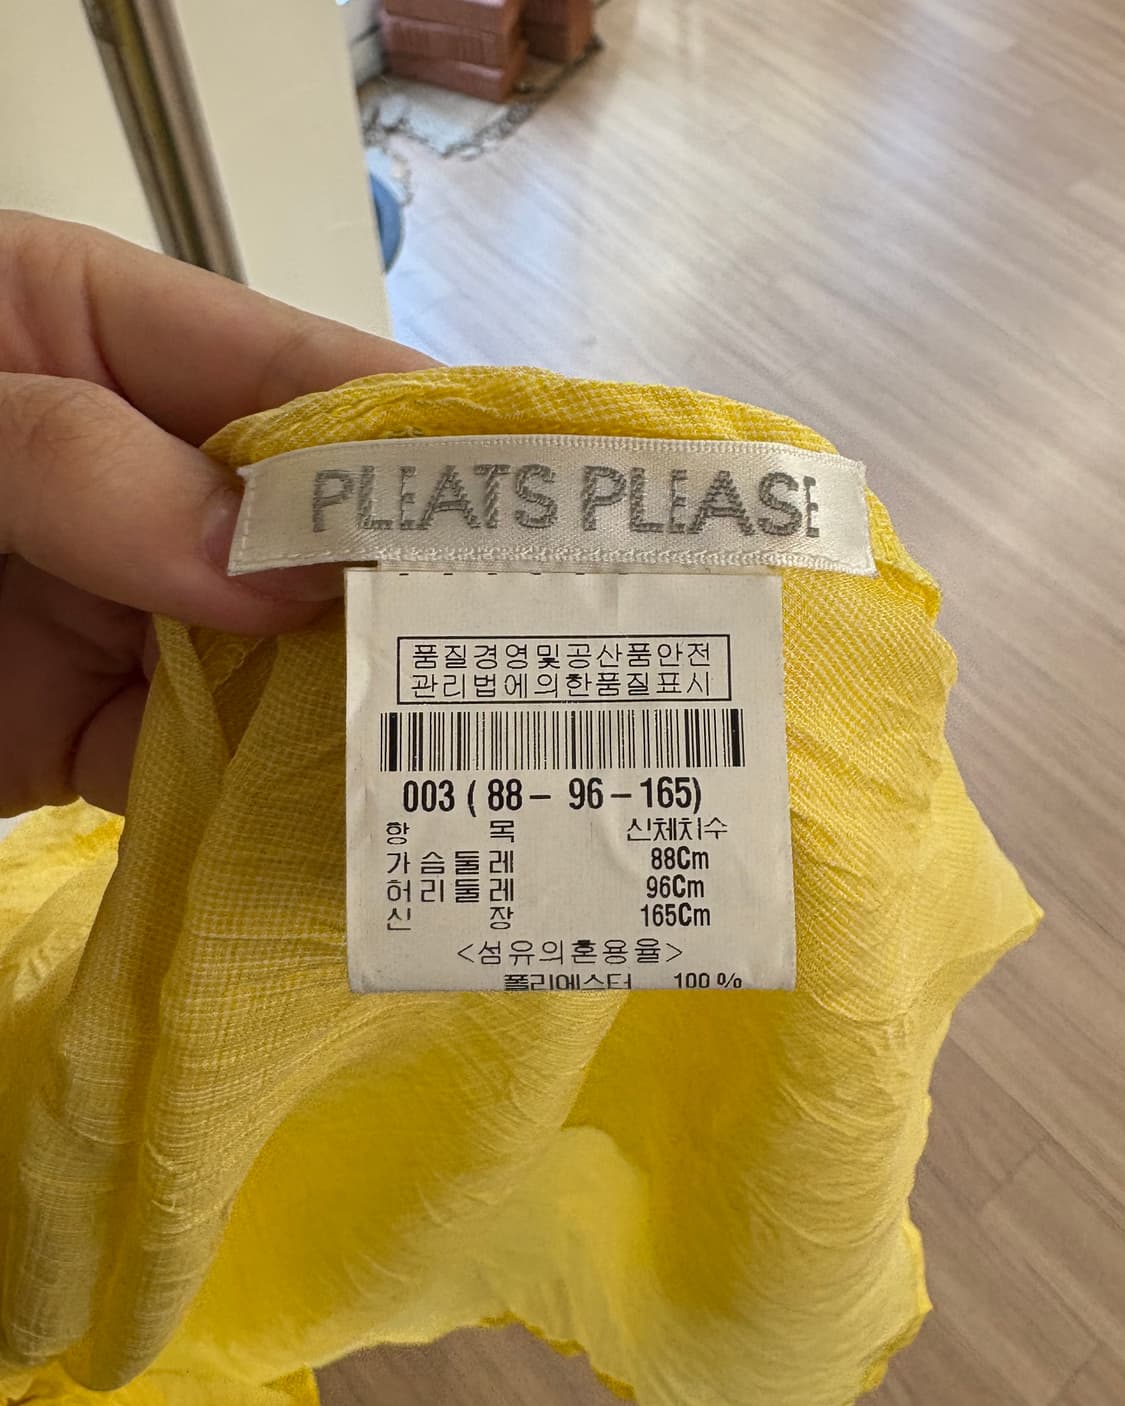 PLEATS PLEASE
품질경영및공산품안전
관리법에의한품질표시
003 ( 88 – 96 – 165)
항 목 신체치수
가슴둘레 88Cm
허리둘레 96Cm
신 장 165Cm
<섬유의혼용율>
폴리에스터 100 %